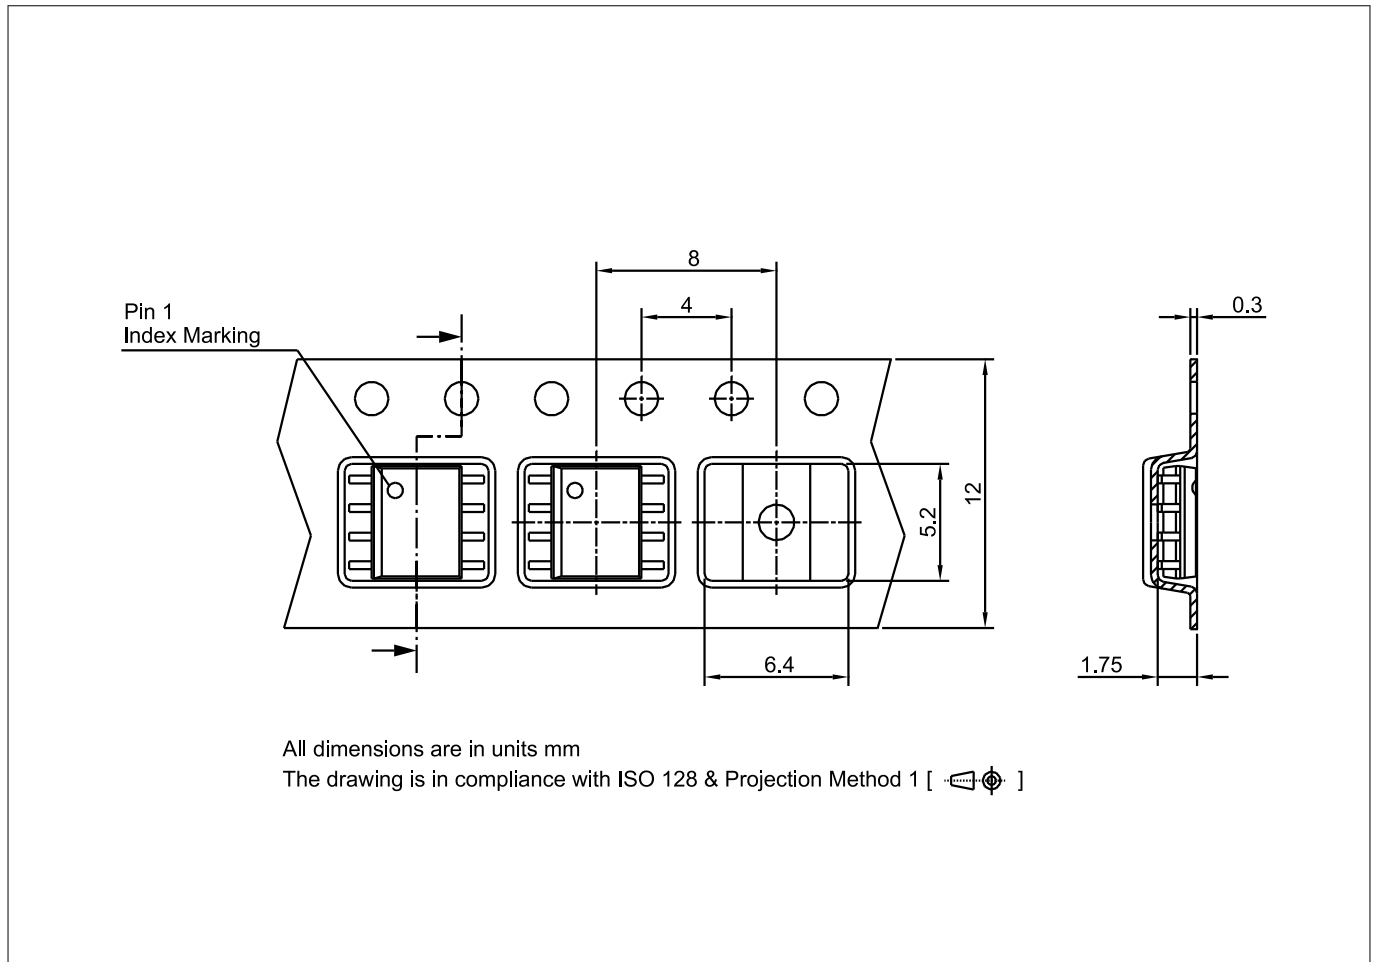 8
4
0.3
Pin 1
Index Marking
5.2
12
6.4
1.75
All dimensions are in units mm
The drawing is in compliance with ISO 128 & Projection Method 1 [ ]